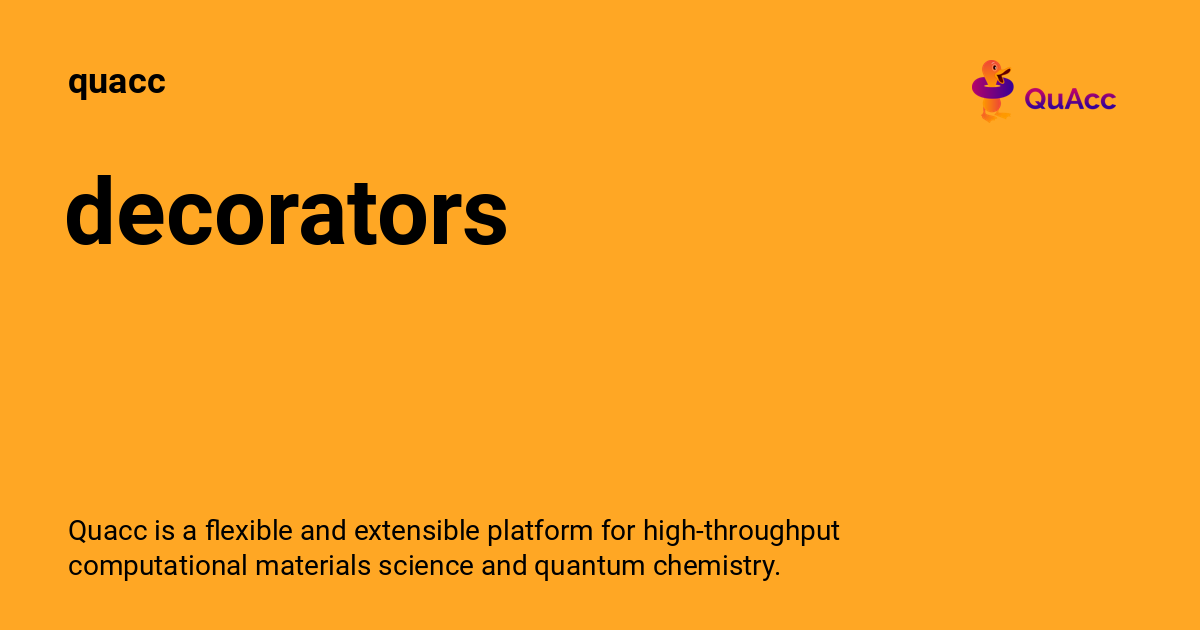 quacc
QuAcc
decorators
Quacc is a flexible and extensible platform for high-throughput
computational materials science and quantum chemistry.